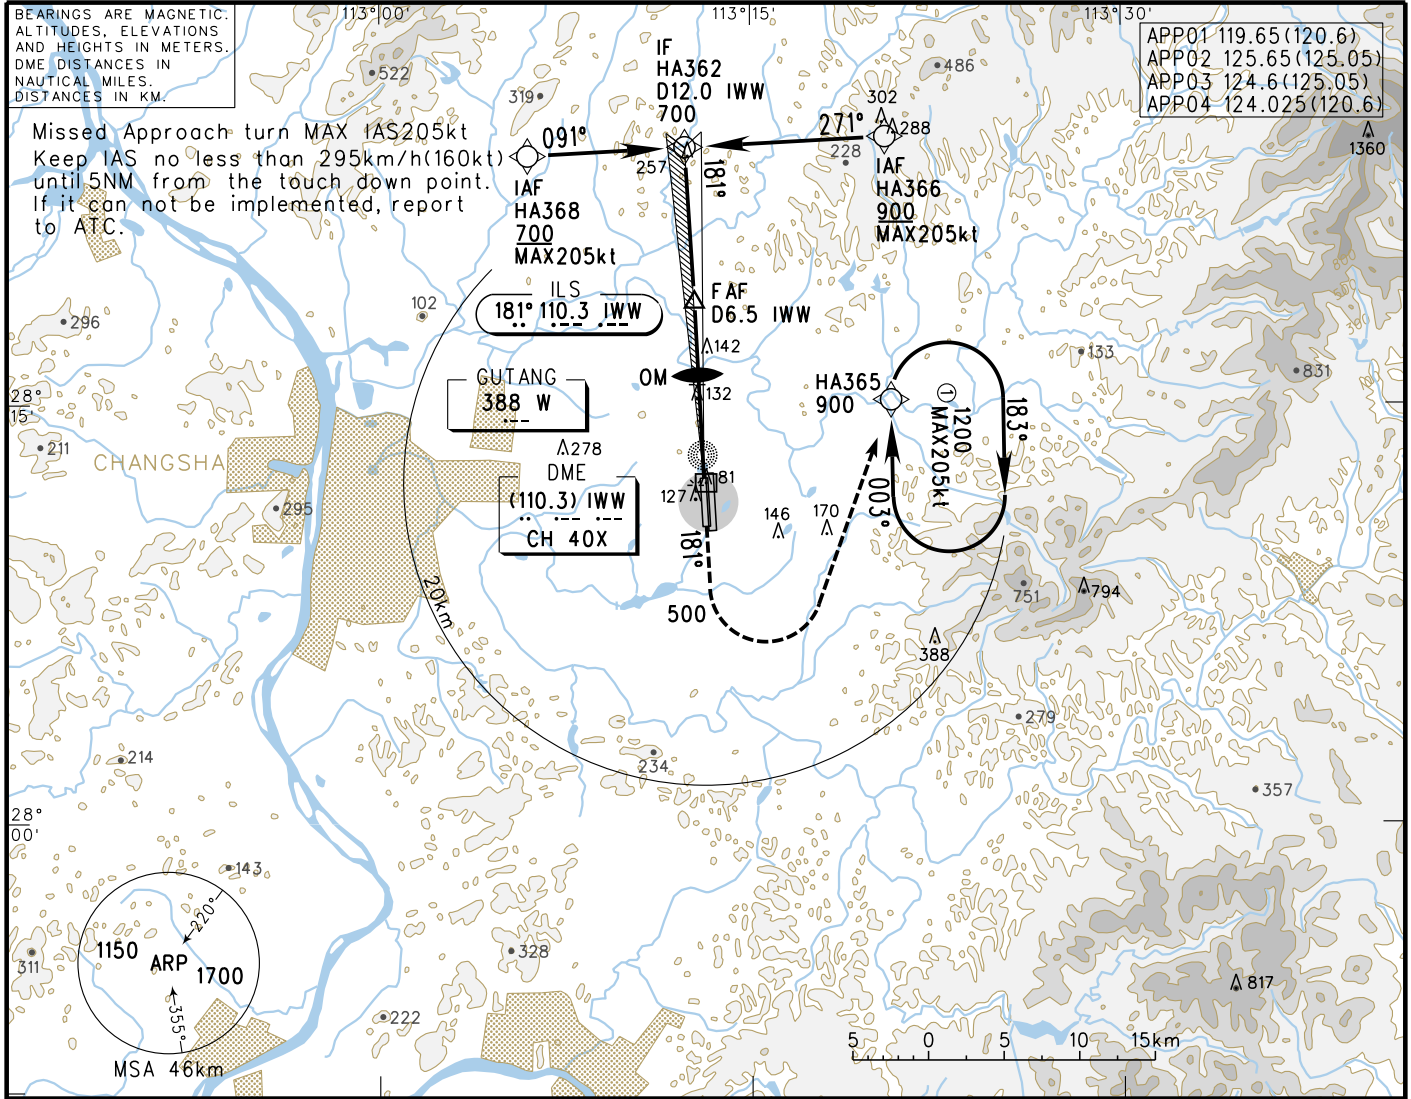 BEARINGS ARE MAGNETIC.
ALTITUDES, ELEVATIONS
AND HEIGHTS IN METERS.
DME DISTANCES IN
NAUTICAL MILES.
DISTANCES IN KM.
113°00'
113°15'
113°30'
APP01 119.65(120.6)
APP02 125.65(125.05)
APP03 124.6(125.05)
APP04 124.025(120.6)
Missed Approach turn MAX IAS205kt
Keep IAS no less than 295km/h(160kt)
until 5NM from the touch down point.
If it can not be implemented, report
to ATC.
522
319
IF
HA362
D12.0 IWW
700
486
302
288
1360
091°
271°
228
257
181°
IAF
HA368
700
MAX205kt
IAF
HA366
900
MAX205kt
ILS
181° 110.3 IWW
FAF
D6.5 IWW
102
296
142
133
831
800
500
300
OM
GUTANG
388 W
132
HA365
900
① 1200
MAX205kt
183°
003°
28°
15'
211
CHANGSHA
278
DME
(110.3) IWW
CH 40X
81
127
146
170
295
181°
500
20km
751
794
388
279
234
214
357
28°
00'
143
220°
1150
ARP
1700
355°
MSA 46km
311
328
222
817
5 0 5 10 15km